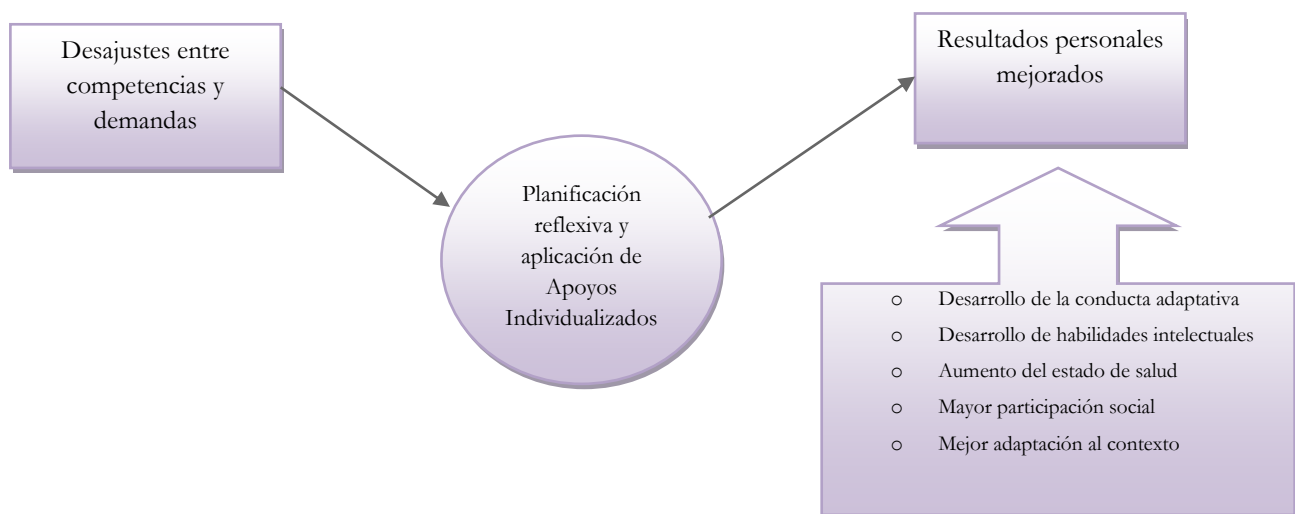 Desajustes entre
competencias y
demandas
Planificación
reflexiva y
aplicación de
Apoyos
Individualizados
Resultados personales
mejorados
o Desarrollo de la conducta adaptativa
o Desarrollo de habilidades intelectuales
o Aumento del estado de salud
o Mayor participación social
o Mejor adaptación al contexto